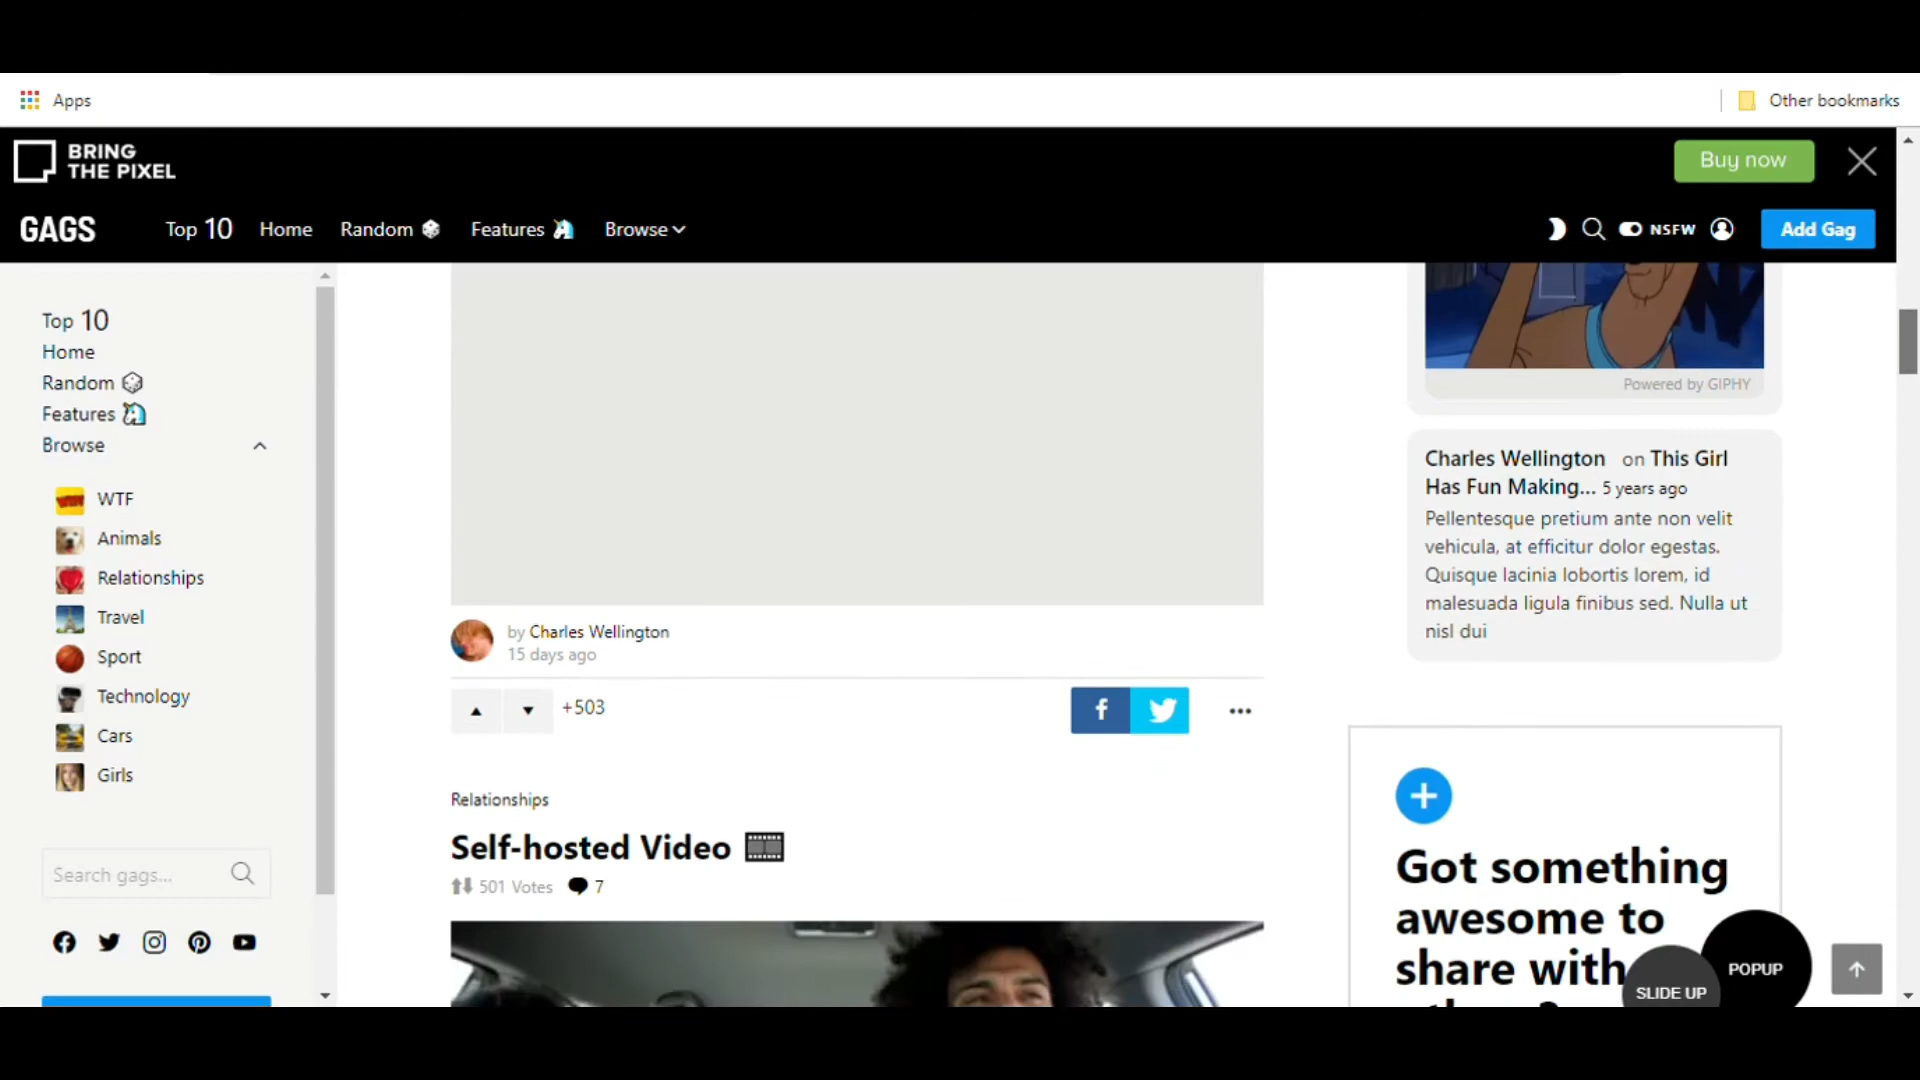 Apps
Other bookmarks
BRING
THE PIXEL
Buy now
GAGS
Top 10
Home
Random
Features
Browse
NSFW
Add Gag
Top 10
Home
Random
Features
Browse
WTF
Animals
Relationships
Travel
Sport
Technology
Cars
Girls
Search gags...
by Charles Wellington
15 days ago
+503
Relationships
Self-hosted Video
501 Votes
7
Powered by GIPHY
Charles Wellington on This Girl
Has Fun Making... 5 years ago
Pellentesque pretium ante non velit
vehicula, at efficitur dolor egestas.
Quisque lacinia lobortis lorem, id
malesuada ligula finibus sed. Nulla ut
nisl dui
Got something
awesome to
share with
SLIDE UP
POPUP